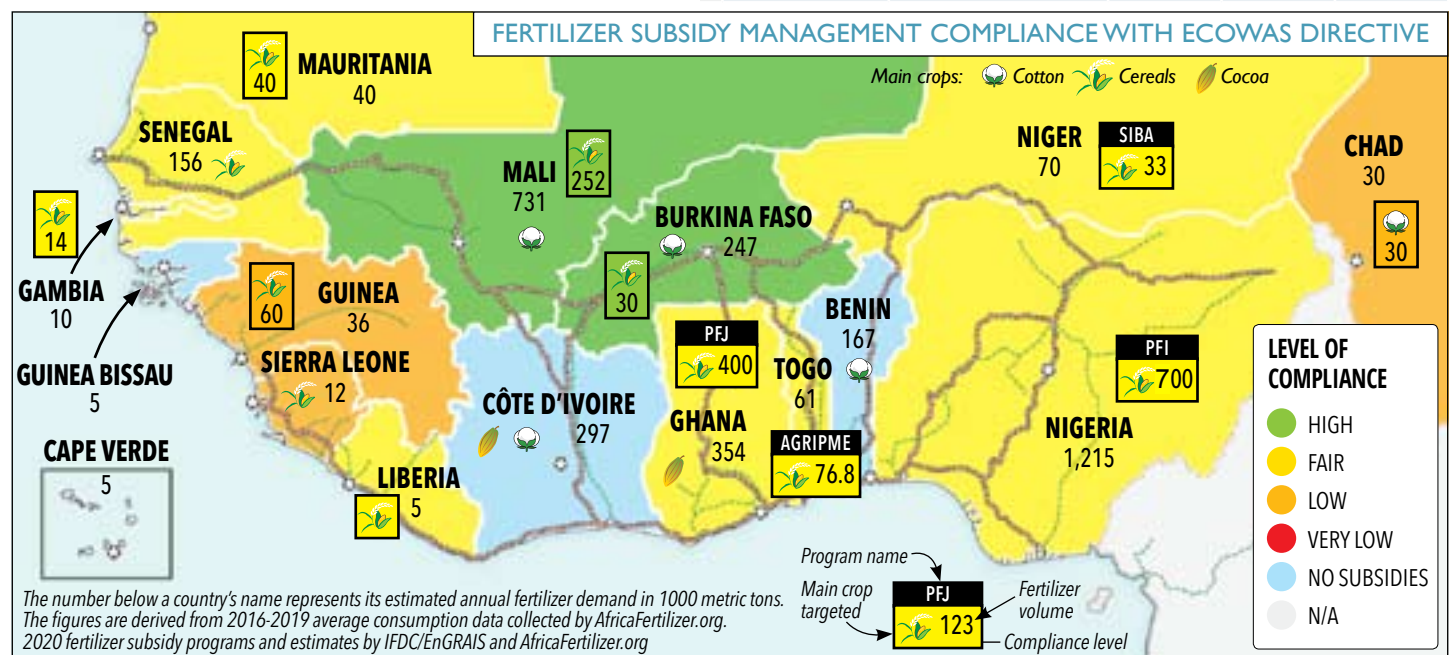 FERTILIZER SUBSIDY MANAGEMENT COMPLIANCE WITH ECOWAS DIRECTIVE
Main crops: Cotton Cereals Cocoa
40
MAURITANIA
40
SENEGAL
156
MALI
731
252
NIGER
70
SIBA
33
CHAD
30
30
14
GAMBIA
10
BURKINA FASO
247
30
GUINEA BISSAU
5
60
GUINEA
36
SIERRA LEONE
12
BENIN
167
PFJ
400
TOGO
61
PFI
700
CÔTE D'IVOIRE
297
GHANA
354
AGRIPME
76.8
NIGERIA
1,215
CAPE VERDE
5
LIBERIA
5
LEVEL OF
COMPLIANCE
HIGH
FAIR
LOW
VERY LOW
NO SUBSIDIES
N/A
Program name
Main crop
targeted
PFJ
123
Fertilizer
volume
Compliance level
The number below a country's name represents its estimated annual fertilizer demand in 1000 metric tons.
The figures are derived from 2016-2019 average consumption data collected by AfricaFertilizer.org.
2020 fertilizer subsidy programs and estimates by IFDC/EnGRAIS and AfricaFertilizer.org